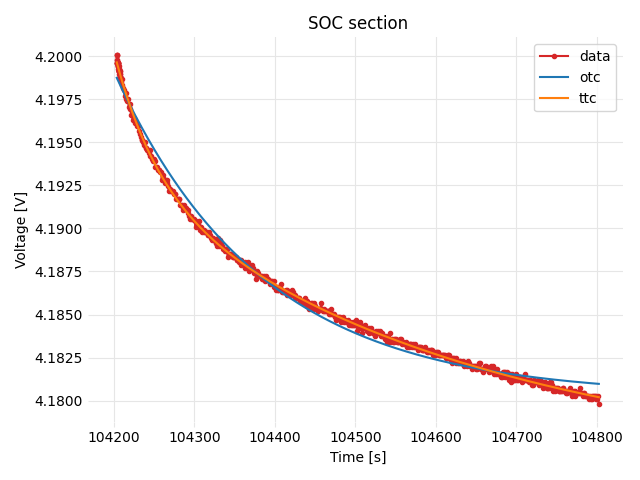 SOC section
data
otc
ttc
4.2000
4.1975
4.1950
4.1925
4.1900
4.1875
4.1850
4.1825
4.1800
Voltage [V]
104200 104300 104400 104500 104600 104700 104800
Time [s]